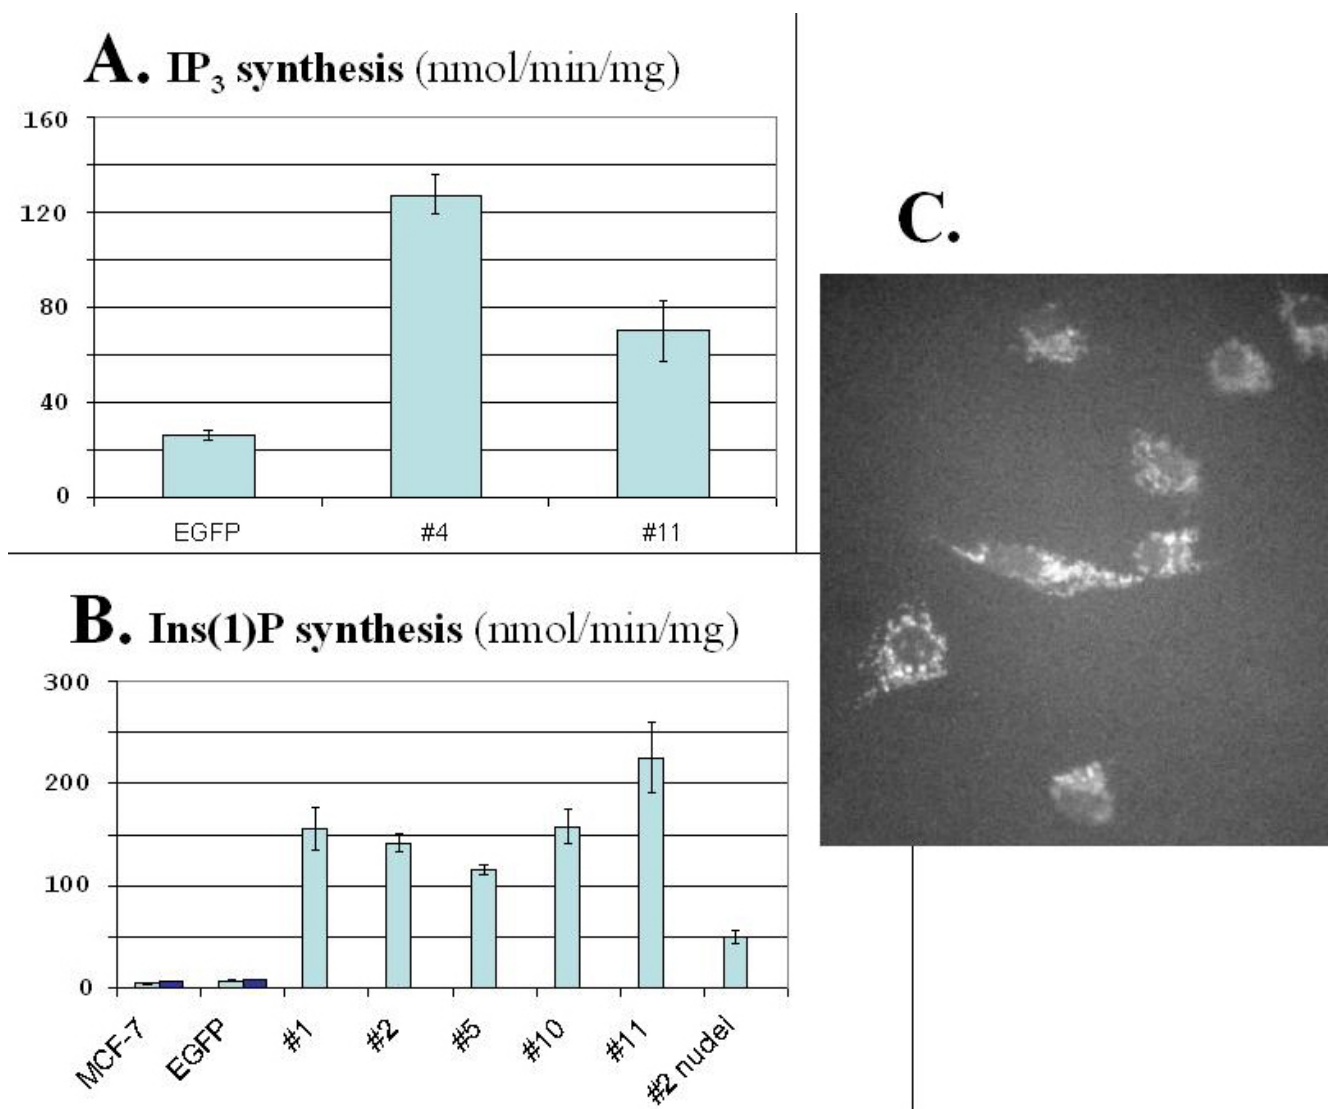 A. IP3 synthesis (nmol/min/mg)
160
120
80
40
0
EGFP #4 #11
B. Ins(1)P synthesis (nmol/min/mg)
300
200
100
0
MCF-7 EGFP #1 #2 #5 #10 #11 #2 nuclei
C.